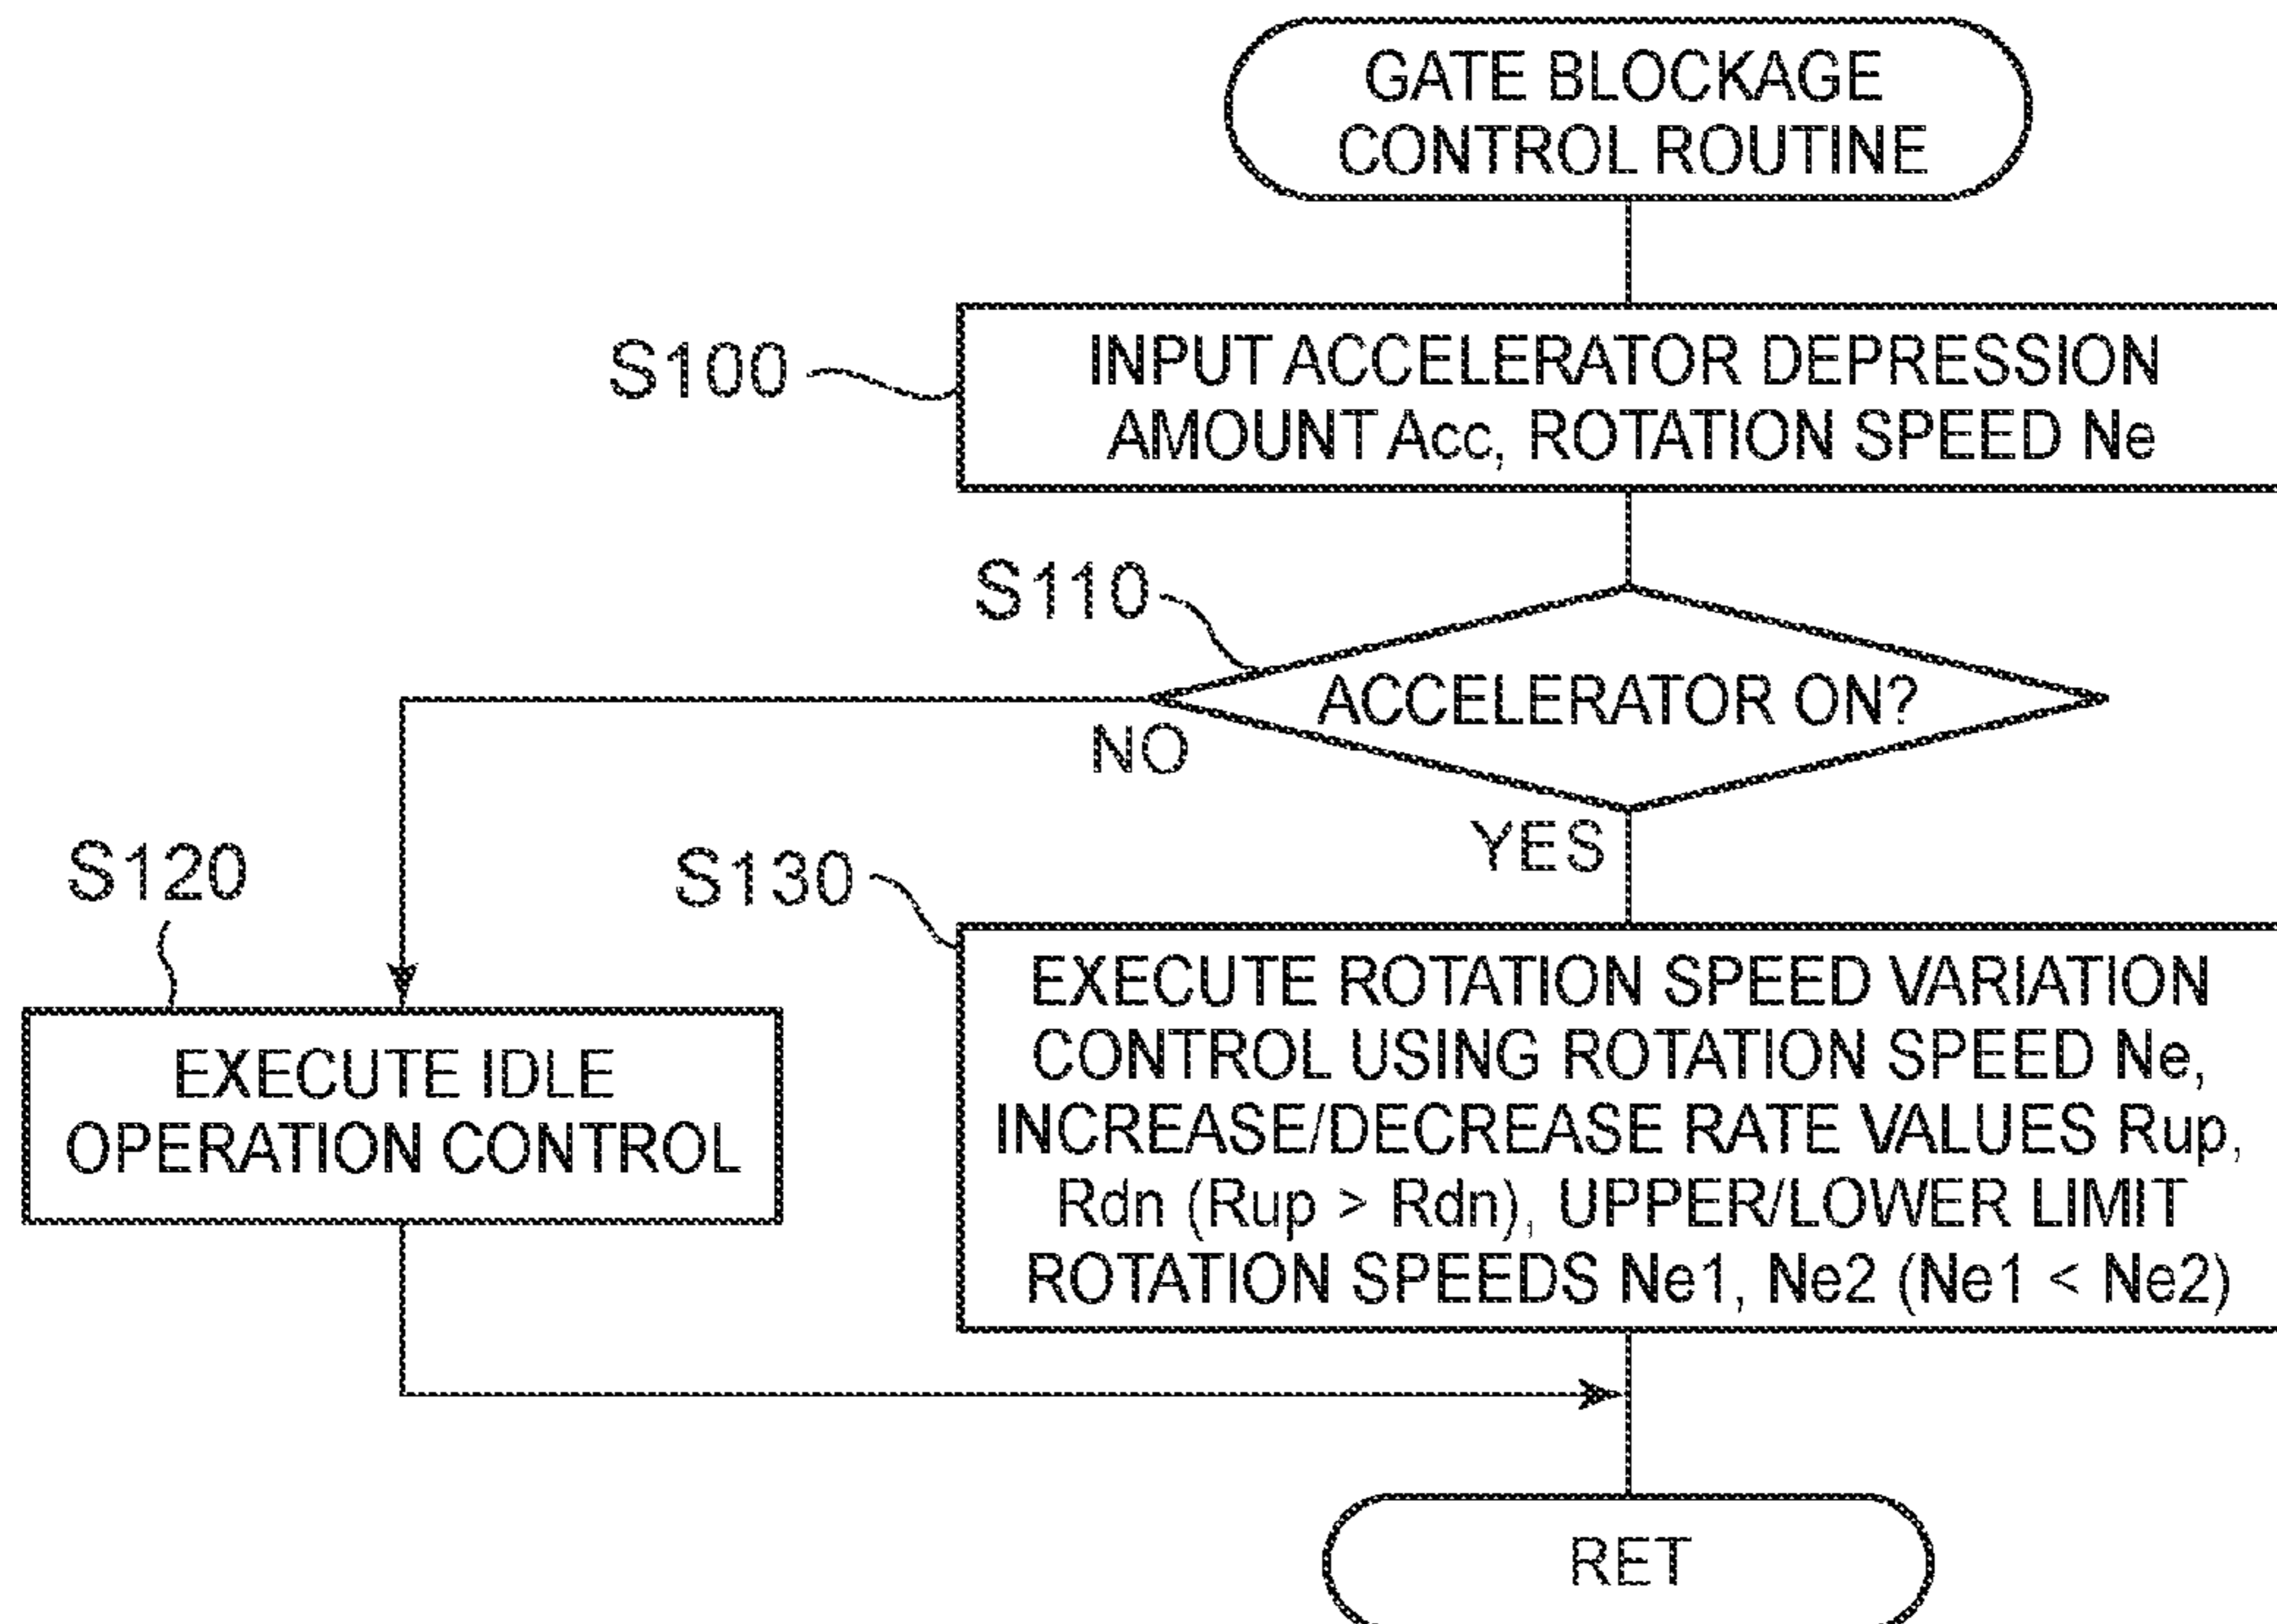 GATE BLOCKAGE
CONTROL ROUTINE
S100
INPUT ACCELERATOR DEPRESSION
AMOUNT Acc, ROTATION SPEED Ne
S110
ACCELERATOR ON?
NO
YES
S120
EXECUTE IDLE
OPERATION CONTROL
S130
EXECUTE ROTATION SPEED VARIATION
CONTROL USING ROTATION SPEED Ne,
INCREASE/DECREASE RATE VALUES Rup,
Rdn (Rup > Rdn), UPPER/LOWER LIMIT
ROTATION SPEEDS Ne1, Ne2 (Ne1 < Ne2)
RET